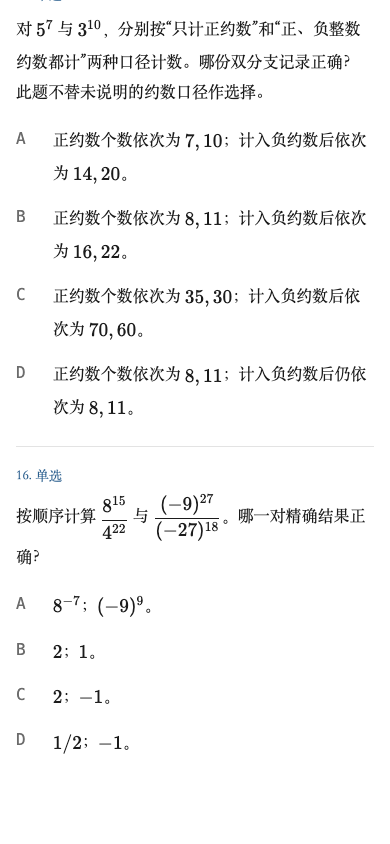 对 5^7 与 3^10，分别按“只计正约数”和“正、负整数
约数都计”两种口径计数。哪份双分支记录正确？
此题不替未说明的约数口径作选择。
A 正约数个数依次为 7, 10；计入负约数后依次
为 14, 20。
B 正约数个数依次为 8, 11；计入负约数后依次
为 16, 22。
C 正约数个数依次为 35, 30；计入负约数后依
次为 70, 60。
D 正约数个数依次为 8, 11；计入负约数后仍依
次为 8, 11。
16. 单选
按顺序计算 8^15/4^22 与 (−9)^27/(−27)^18。哪一对精确结果正
确？
A 8^−7；(−9)^9。
B 2；1。
C 2；−1。
D 1/2；−1。